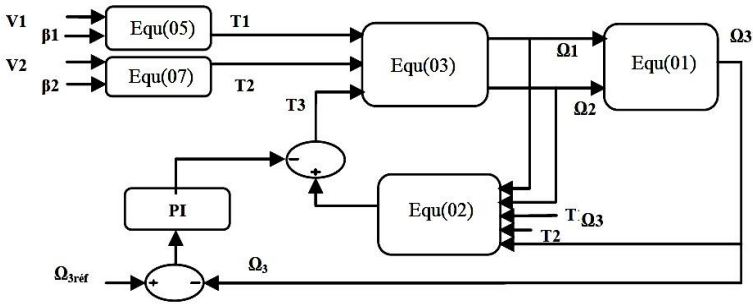 V1
β1
Equ(05)
T1
V2
β2
Equ(07)
T2
T3
Equ(03)
Ω1
Ω2
Equ(01)
Ω3
-
+
PI
Equ(02)
Ω3
T2
Ω3réf
+
-
Ω3